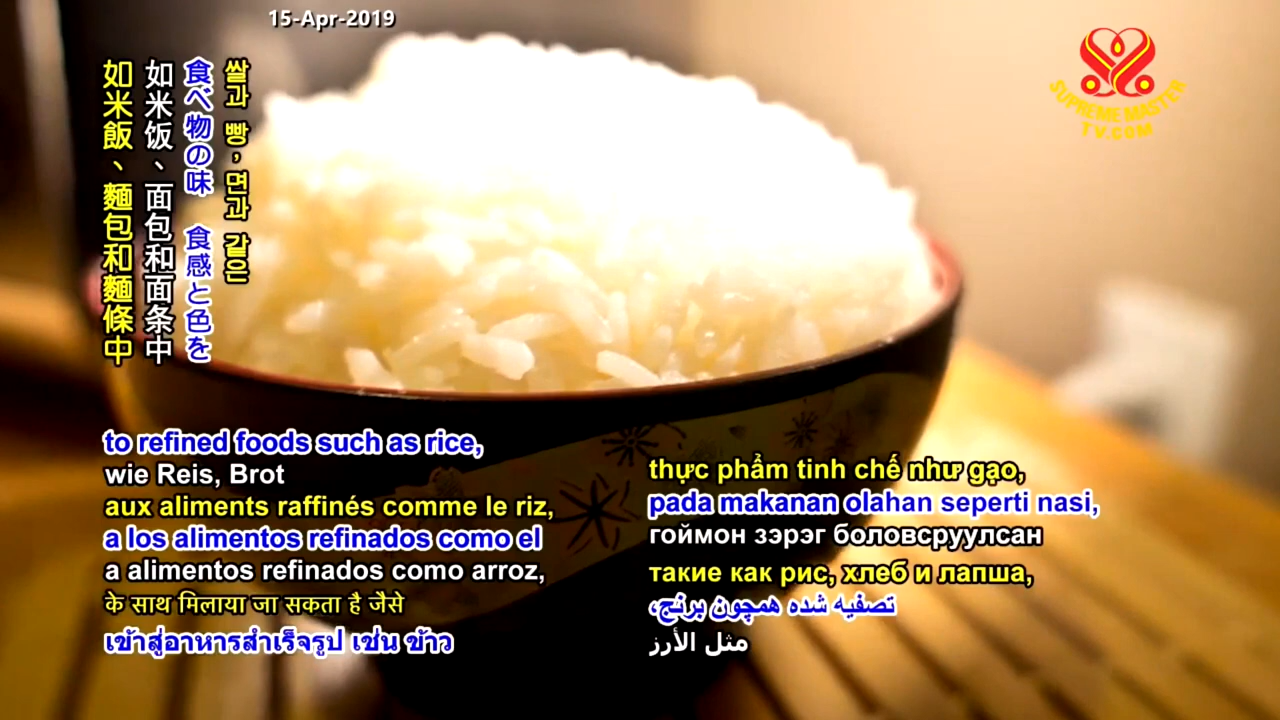 15-Apr-2019
SUPREME MASTER
TV.COM
쌀과 빵, 면과 같은
食べ物の味 食感と色を
如米饭、面包和面条中
如米飯、麵包和麵條中
to refined foods such as rice,
wie Reis, Brot
aux aliments raffinés comme le riz,
a los alimentos refinados como el
a alimentos refinados como arroz,
के साथ मिलाया जा सकता है जैसे
เข้าสู่อาหารสำเร็จรูป เช่น ข้าว
thực phẩm tinh chế như gạo,
pada makanan olahan seperti nasi,
гоймон зэрэг боловсруулсан
такие как рис, хлеб и лапша,
تصفیه شده همچون برنج،
مثل الأرز